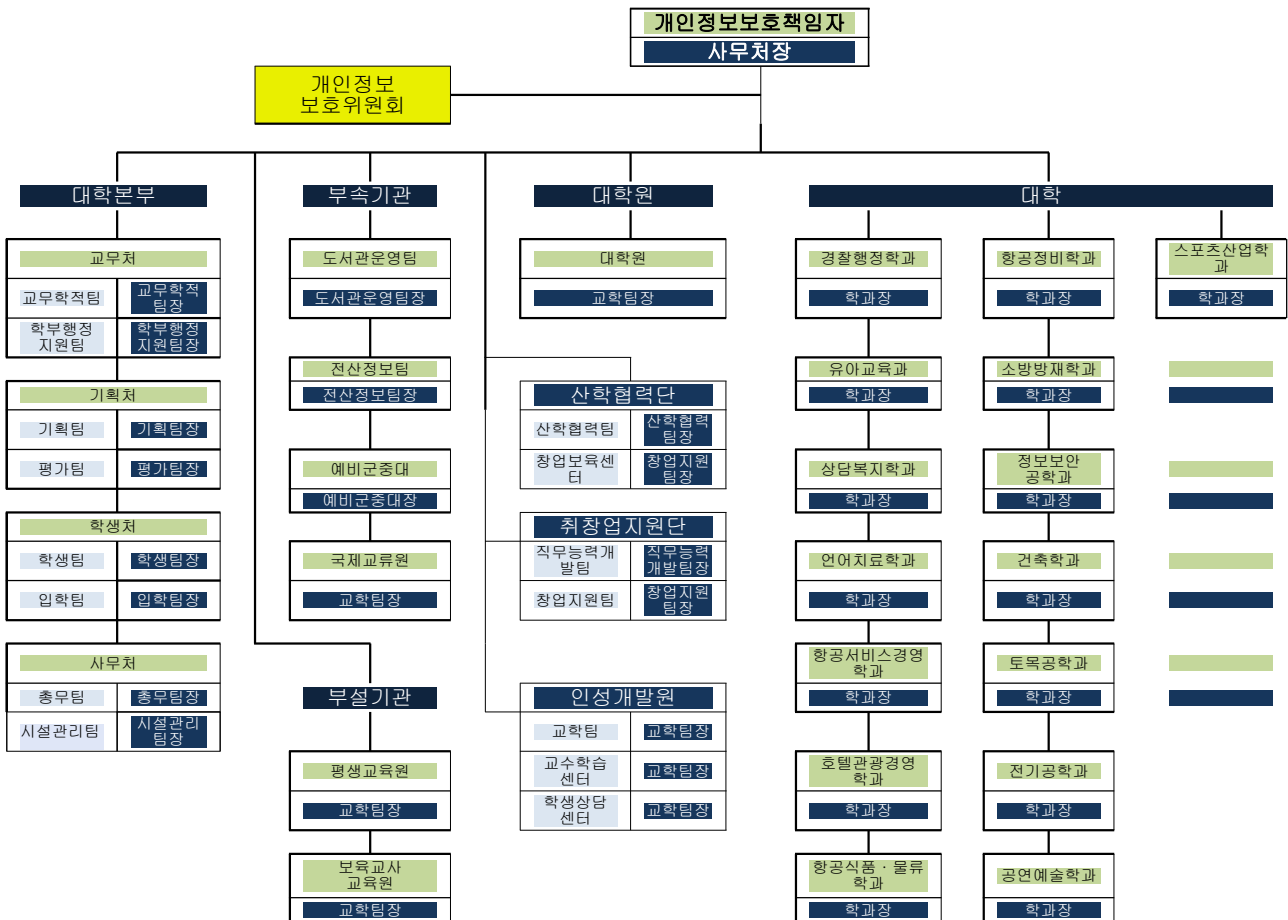 개인정보보호책임자
사무처장
개인정보
보호위원회
대학본부
교무처
교무학적팀
교무학적
팀장
학부행정
지원팀
학부행정
지원팀장
기획처
기획팀
기획팀장
평가팀
평가팀장
학생처
학생팀
학생팀장
입학팀
입학팀장
사무처
총무팀
총무팀장
시설관리팀
시설관리
팀장
부속기관
도서관운영팀
도서관운영팀장
전산정보팀
전산정보팀장
예비군중대
예비군중대장
국제교류원
교학팀장
부설기관
평생교육원
교학팀장
보육교사
교육원
교학팀장
대학원
대학원
교학팀장
산학협력단
산학협력팀
산학협력
팀장
창업보육센
터
창업지원
팀장
취창업지원단
직무능력개
발팀
직무능력
개발팀장
창업지원팀
창업지원
팀장
인성개발원
교학팀
교학팀장
교수학습
센터
교학팀장
학생상담
센터
교학팀장
대학
경찰행정학과
학과장
유아교육과
학과장
상담복지학과
학과장
언어치료학과
학과장
항공서비스경영
학과
학과장
호텔관광경영
학과
학과장
항공식품 · 물류
학과
학과장
항공정비학과
학과장
소방방재학과
학과장
정보보안
공학과
학과장
건축학과
학과장
토목공학과
학과장
전기공학과
학과장
공연예술학과
학과장
스포츠산업학
과
학과장